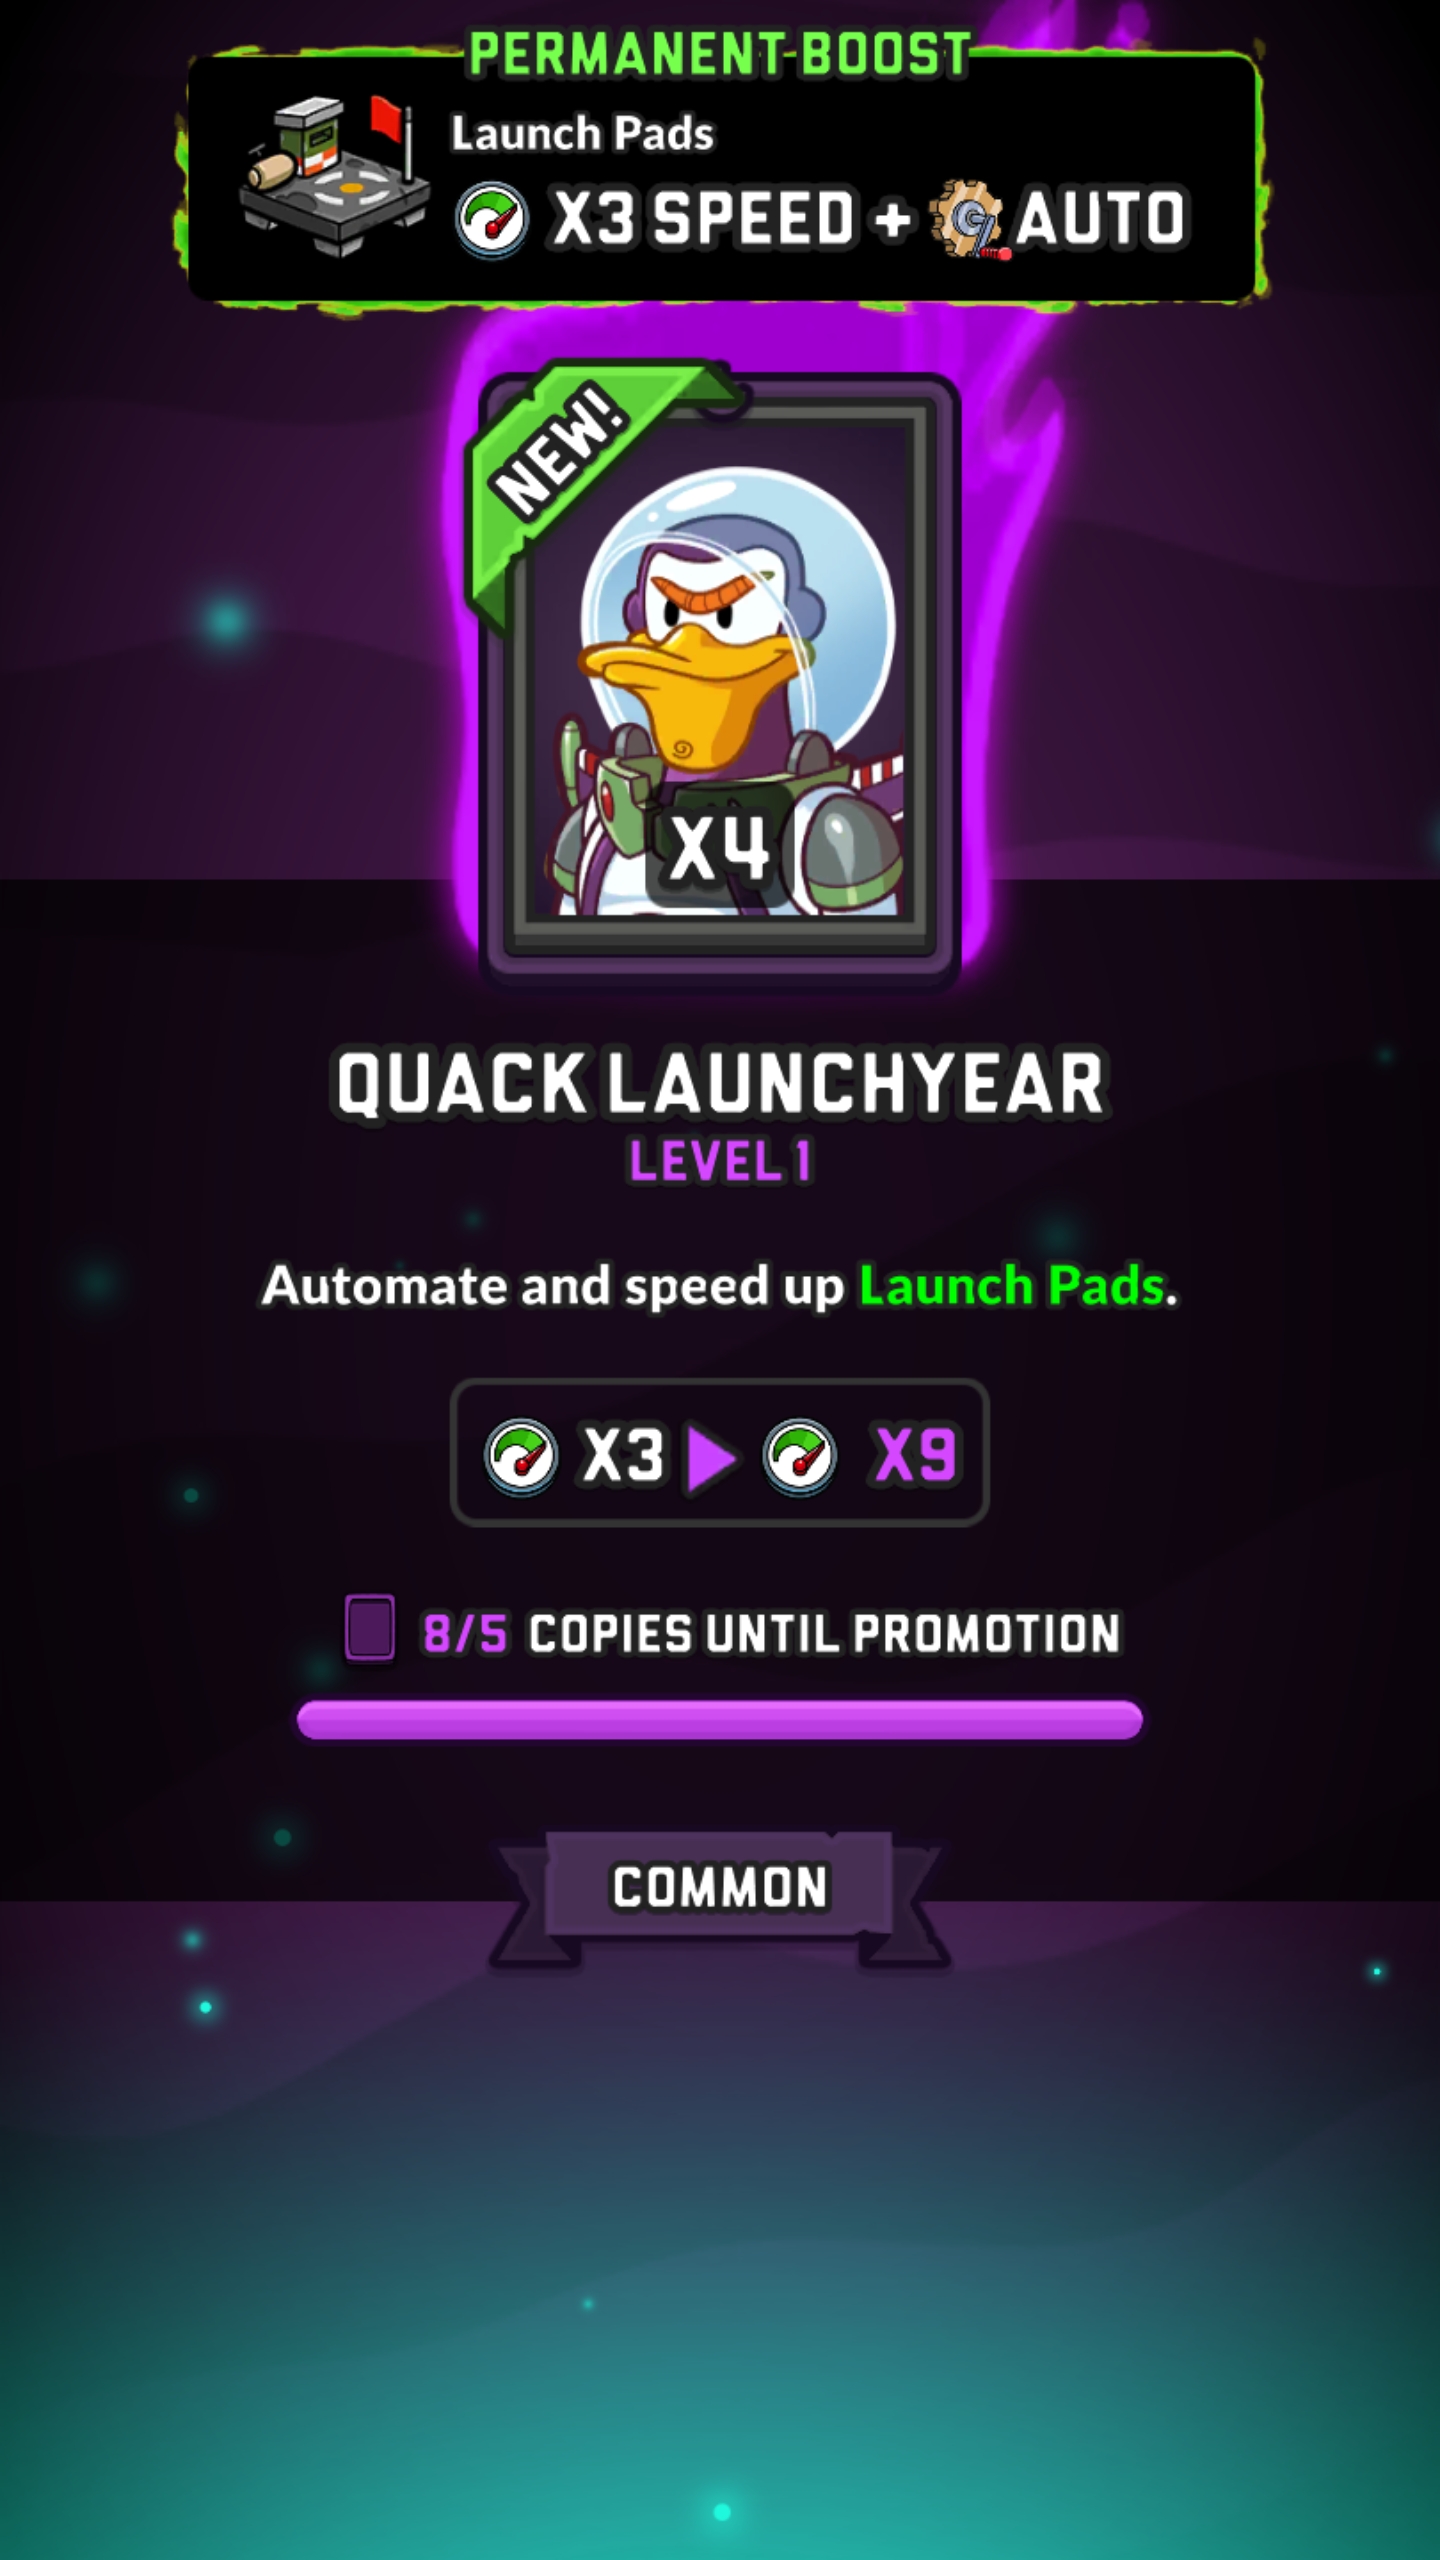 PERMANENT BOOST
Launch Pads
X3 SPEED + AUTO
NEW!
X4
QUACK LAUNCHYEAR
LEVEL 1
Automate and speed up Launch Pads.
X3 X9
8/5 COPIES UNTIL PROMOTION
COMMON